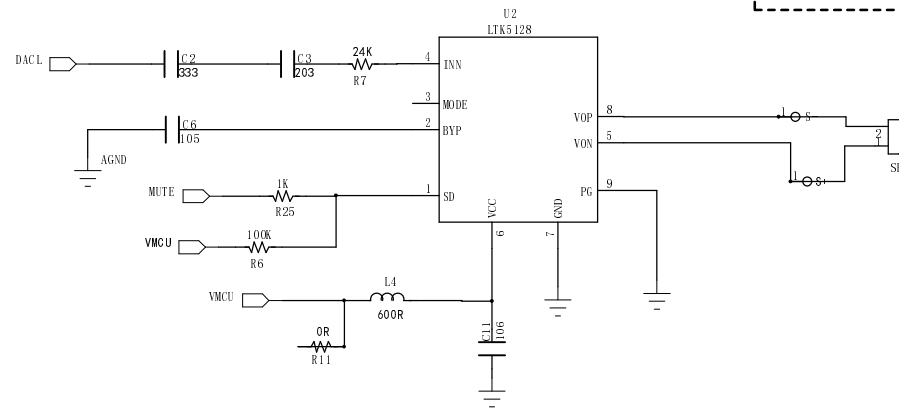 U2
LTK5128
DACL
C2
333
C3
203
24K
R7
4
INN
3
MODE
C6
105
2
BYP
AGND
MUTE
1K
R25
1
SD
VMCU
100K
R6
VCC
6
GND
7
VOP
8
VON
5
PG
9
1
S-
1
S+
2
1
VMCU
L4
600R
0R
R11
C11
106